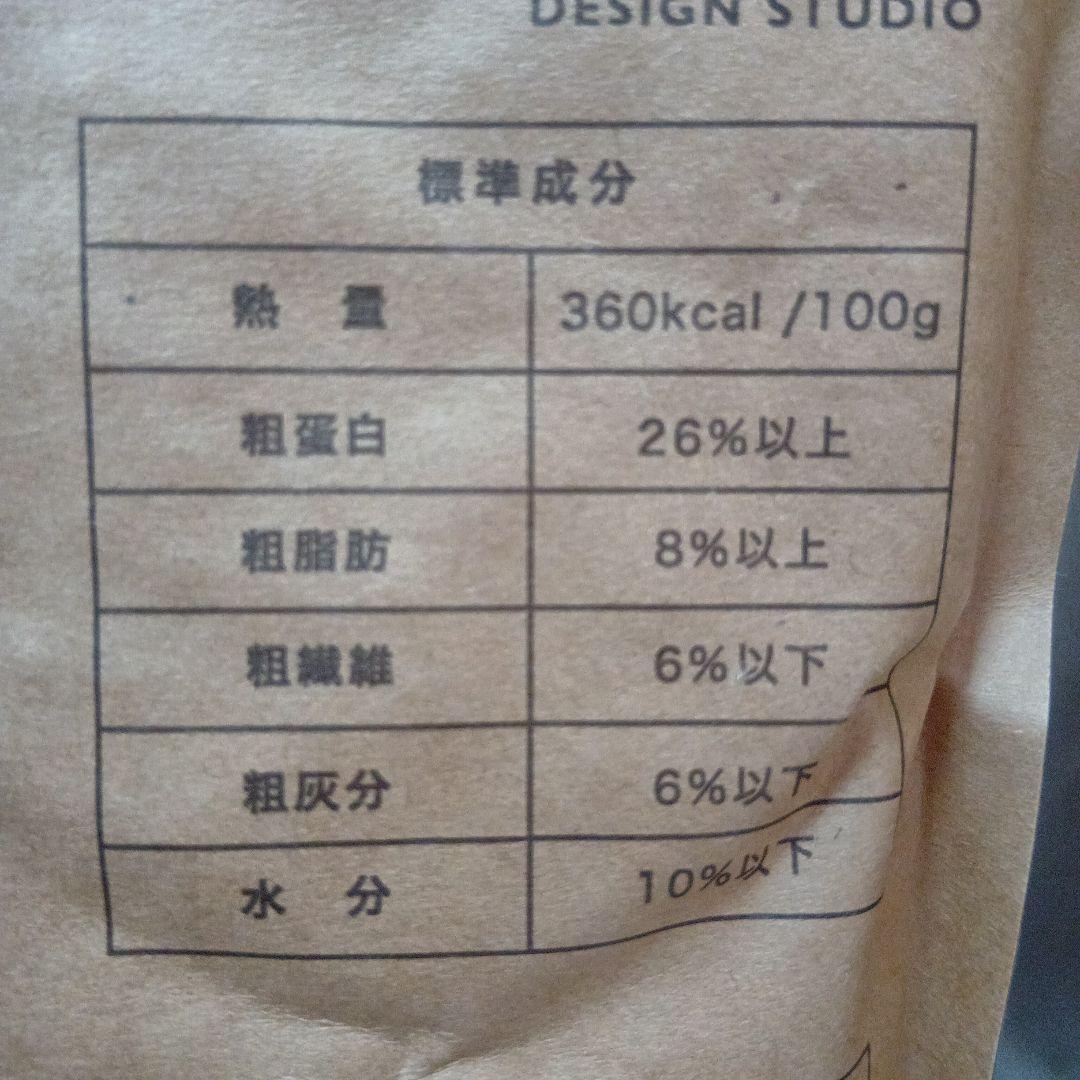 DESIGN STUDIO
標準成分
熱 量 360kcal /100g
粗蛋白 26%以上
粗脂肪 8%以上
粗繊維 6%以下
粗灰分 6%以下
水 分 10%以下